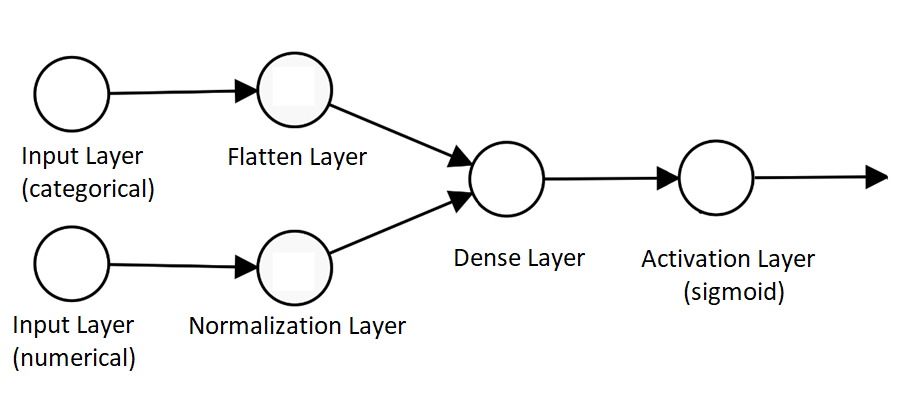 Input Layer
(categorical)
Flatten Layer
Dense Layer
Activation Layer
(sigmoid)
Input Layer
(numerical)
Normalization Layer